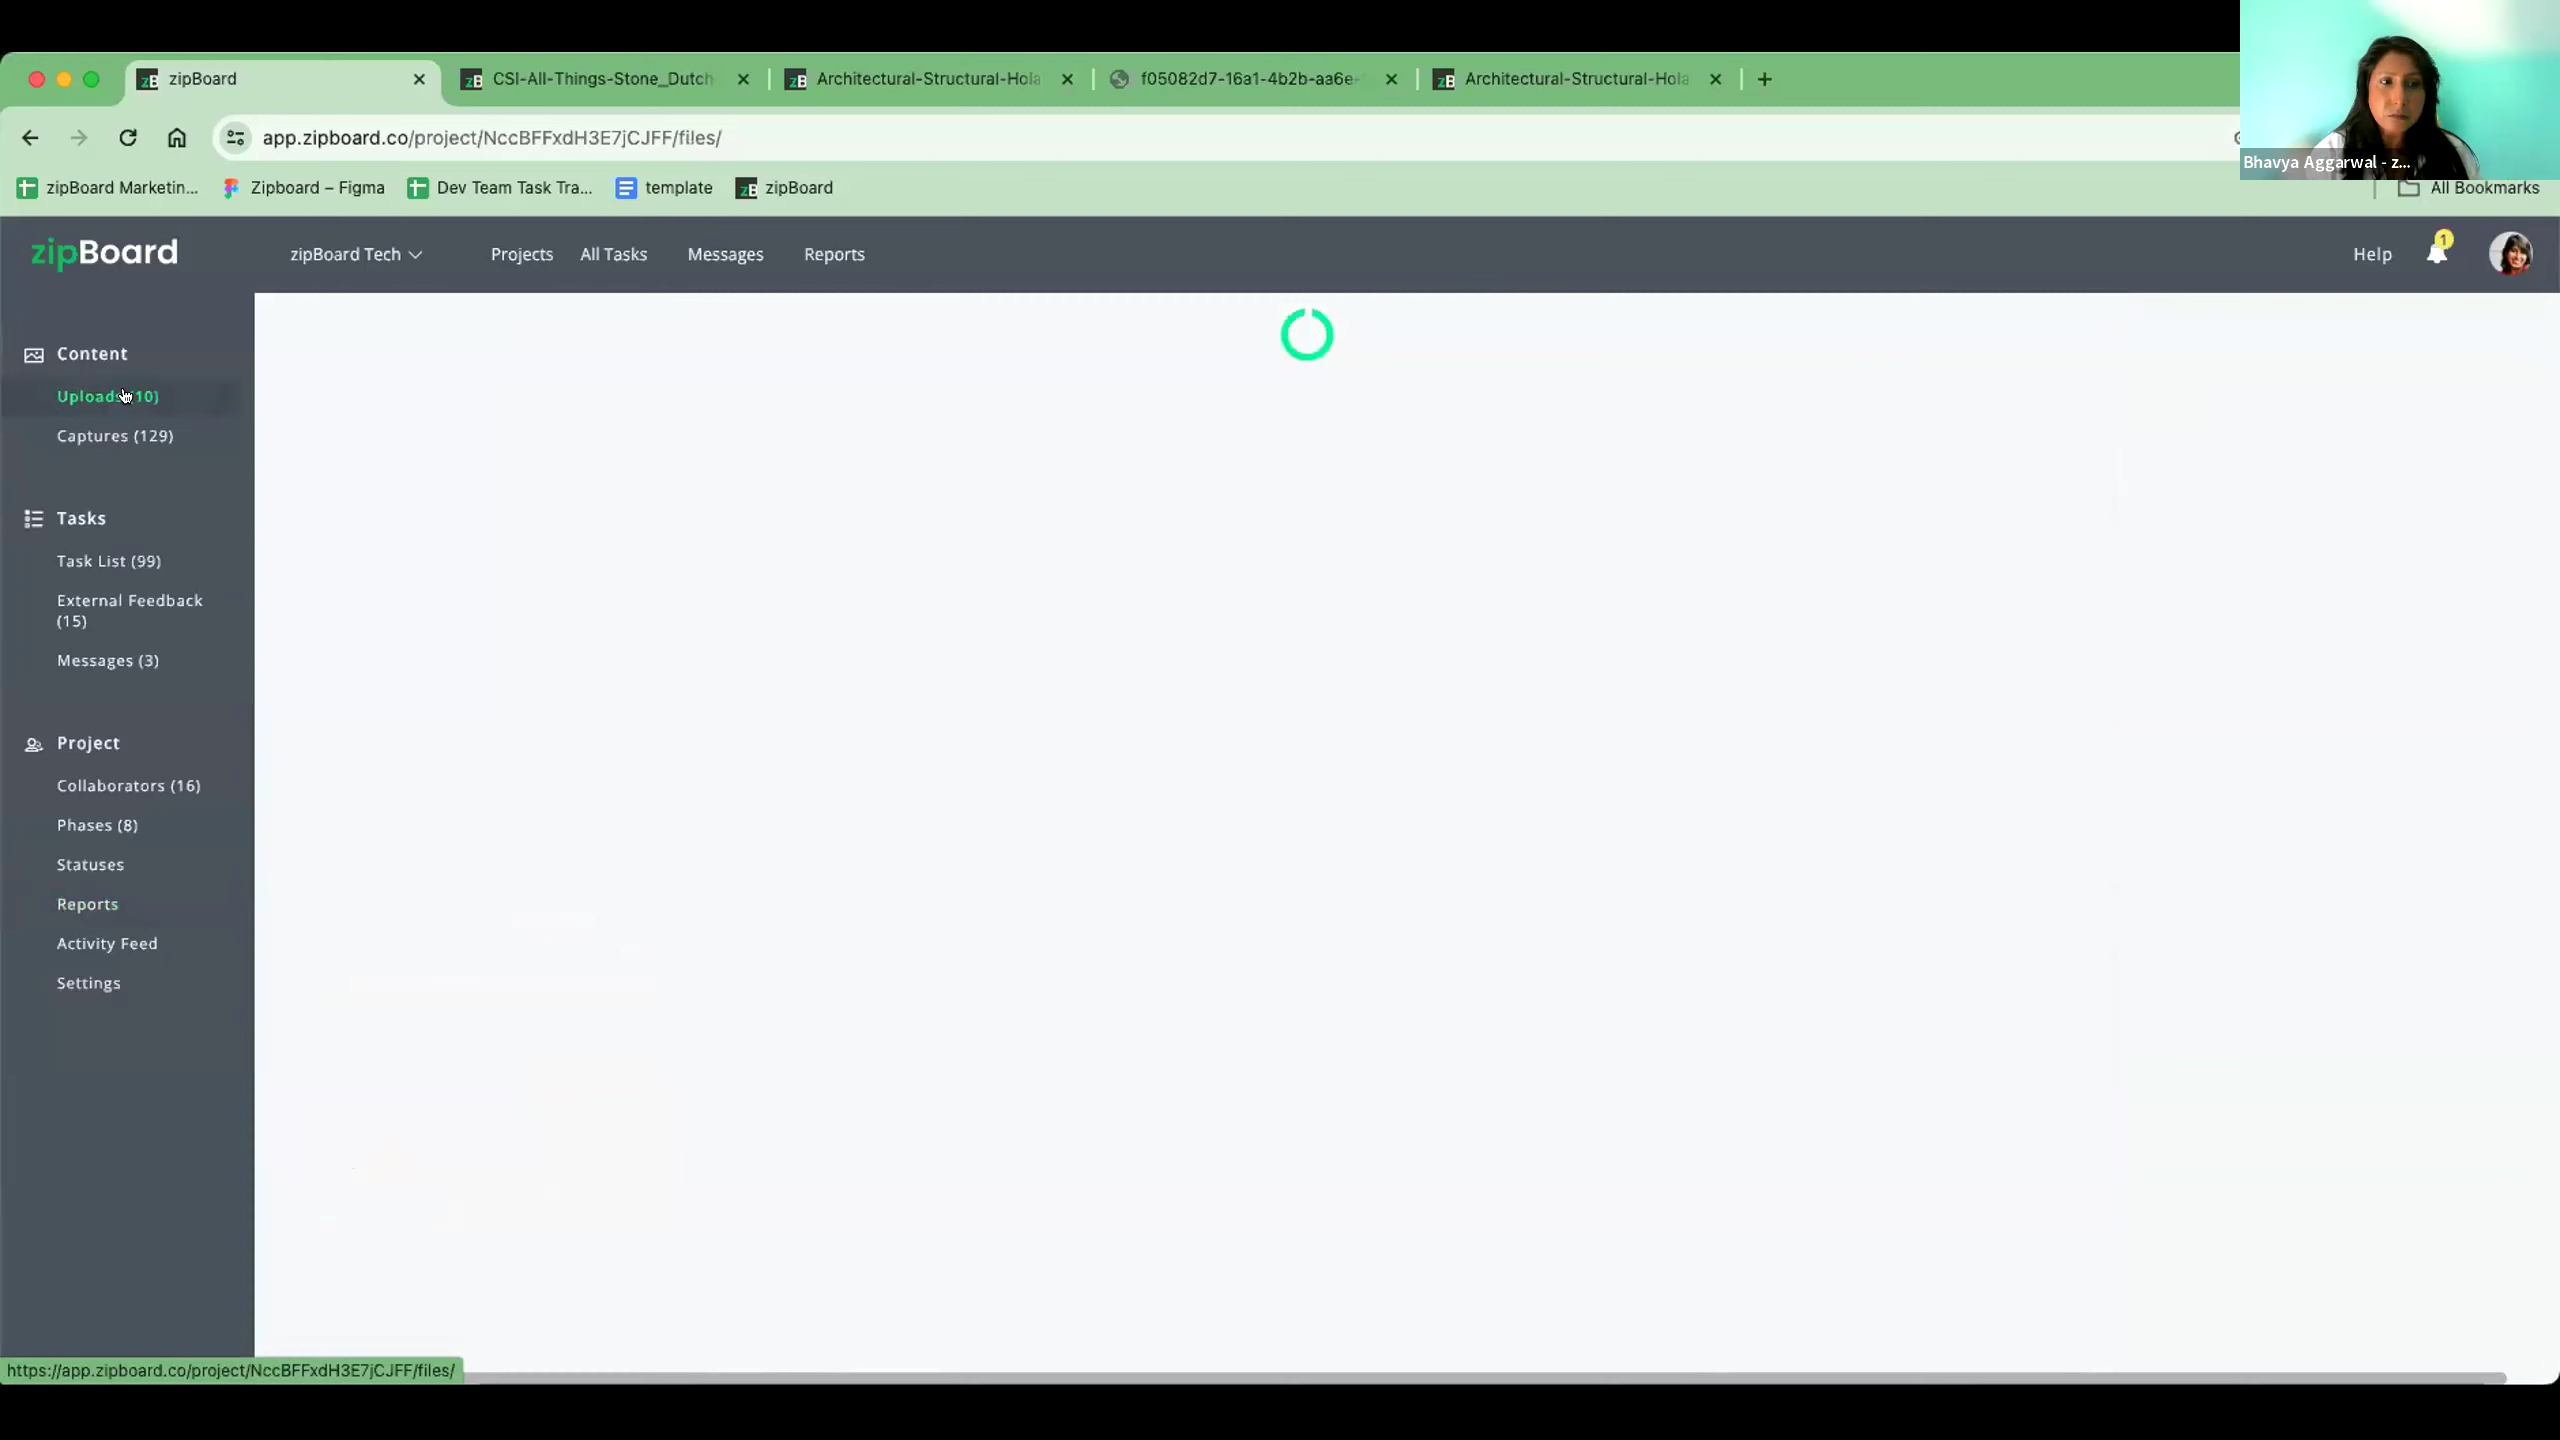 zipBoard
CSI-All-Things-Stone_Dutch
Architectural-Structural-Hola
f05082d7-16a1-4b2b-aa6e-
Architectural-Structural-Hola
app.zipboard.co/project/NccBFFxdH3E7jCJFF/files/
Bhavya Aggarwal - z...
zipBoard Marketin...
Zipboard – Figma
Dev Team Task Tra...
template
zipBoard
All Bookmarks
zipBoard
zipBoard Tech
Projects
All Tasks
Messages
Reports
Help
1
Content
Uploads (10)
Captures (129)
Tasks
Task List (99)
External Feedback
(15)
Messages (3)
Project
Collaborators (16)
Phases (8)
Statuses
Reports
Activity Feed
Settings
https://app.zipboard.co/project/NccBFFxdH3E7jCJFF/files/